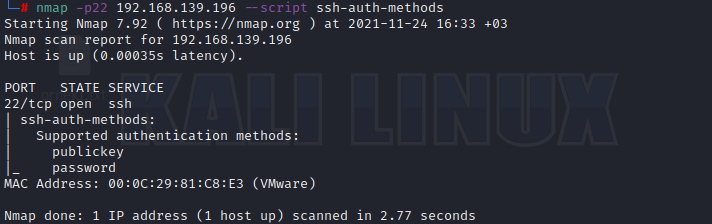 └─# nmap -p22 192.168.139.196 --script ssh-auth-methods
Starting Nmap 7.92 ( https://nmap.org ) at 2021-11-24 16:33 +03
Nmap scan report for 192.168.139.196
Host is up (0.00035s latency).

PORT   STATE SERVICE
22/tcp open  ssh
| ssh-auth-methods:
|   Supported authentication methods:
|     publickey
|_    password
MAC Address: 00:0C:29:81:C8:E3 (VMware)

Nmap done: 1 IP address (1 host up) scanned in 2.77 seconds
KALI LINUX